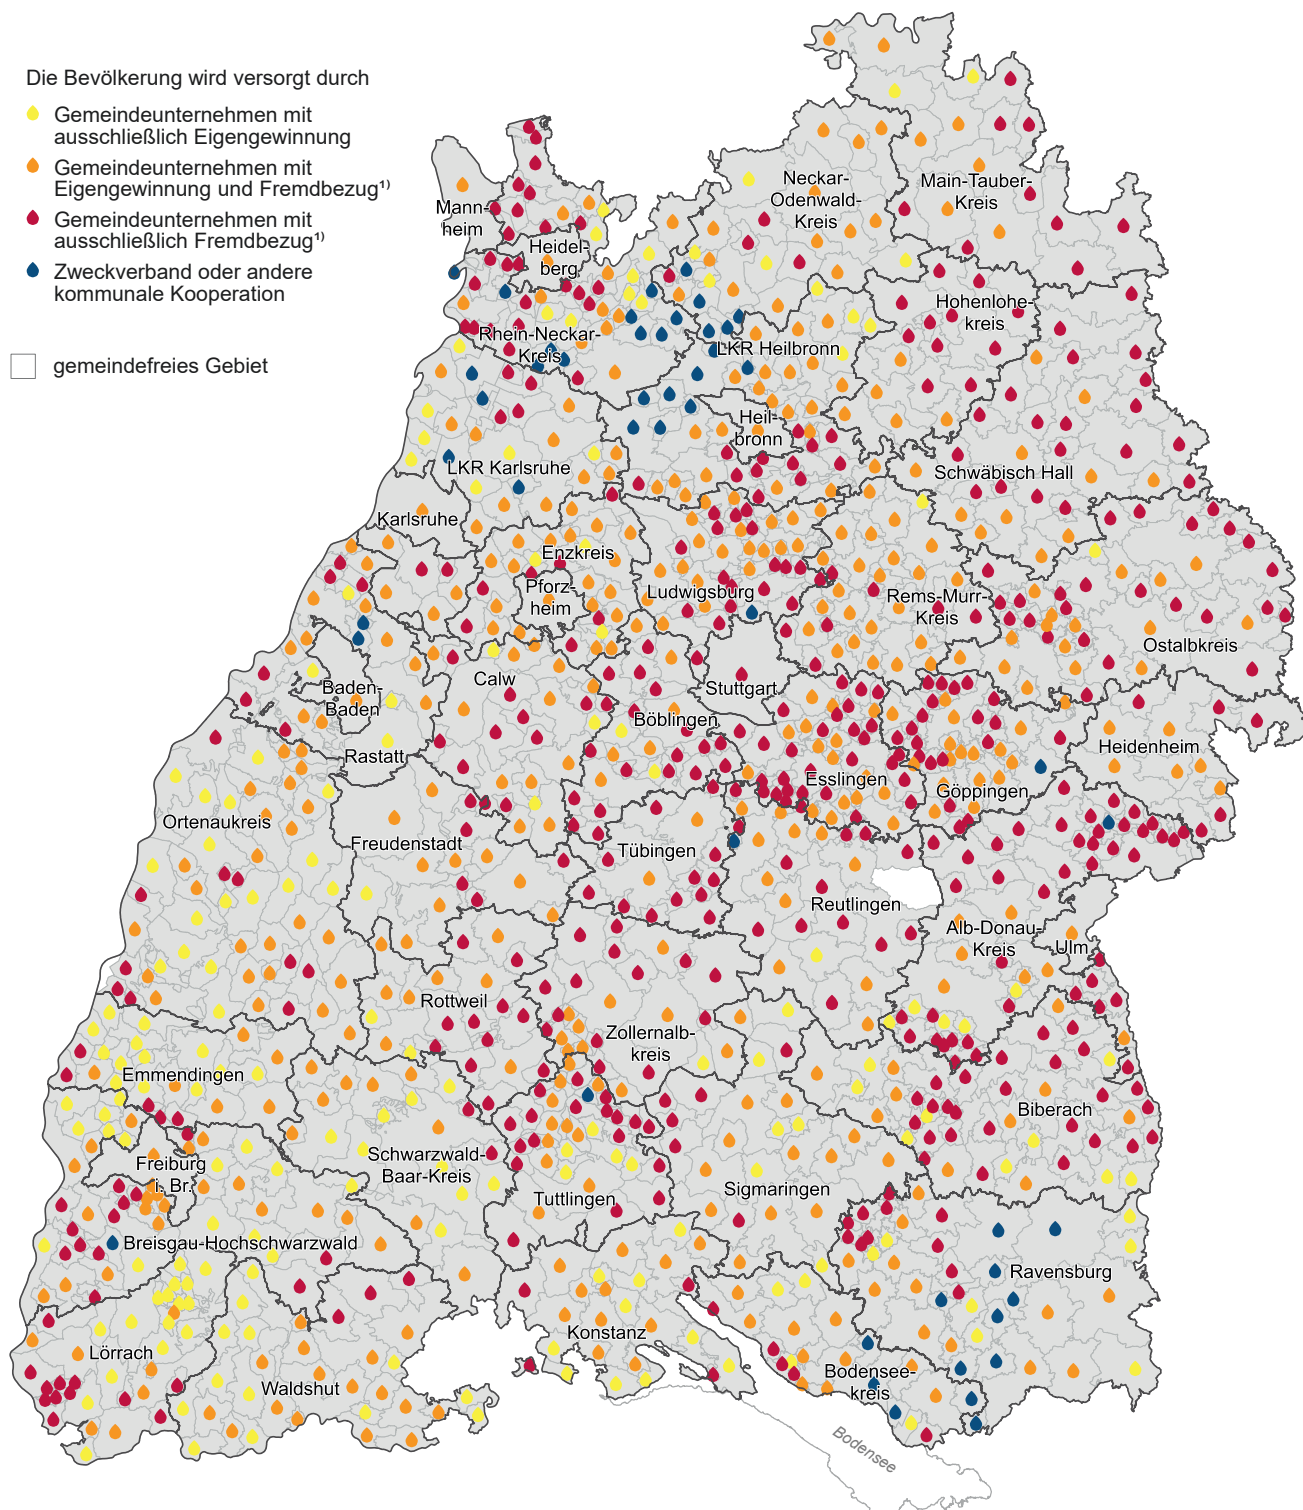 Die Bevölkerung wird versorgt durch
Gemeindeunternehmen mit
ausschließlich Eigengewinnung
Gemeindeunternehmen mit
Eigengewinnung und Fremdbezug¹⁾
Gemeindeunternehmen mit
ausschließlich Fremdbezug¹⁾
Zweckverband oder andere
kommunale Kooperation
gemeindefreies Gebiet
Neckar-
Odenwald-
Kreis
Main-Tauber-
Kreis
Mann-
heim
Heidel-
berg
Hohenlohe-
kreis
Rhein-Neckar-
Kreis
LKR Heilbronn
Heil-
bronn
LKR Karlsruhe
Schwäbisch Hall
Karlsruhe
Enzkreis
Pforz-
heim
Ludwigsburg
Rems-Murr-
Kreis
Ostalbkreis
Calw
Stuttgart
Baden-
Baden
Böblingen
Rastatt
Heidenheim
Esslingen
Göppingen
Ortenaukreis
Freudenstadt
Tübingen
Reutlingen
Alb-Donau-
Kreis
Ulm
Rottweil
Zollernalb-
kreis
Emmendingen
Biberach
Schwarzwald-
Baar-Kreis
Freiburg
i. Br.
Tuttlingen
Sigmaringen
Breisgau-Hochschwarzwald
Ravensburg
Konstanz
Lörrach
Waldshut
Bodensee-
kreis
Bodensee